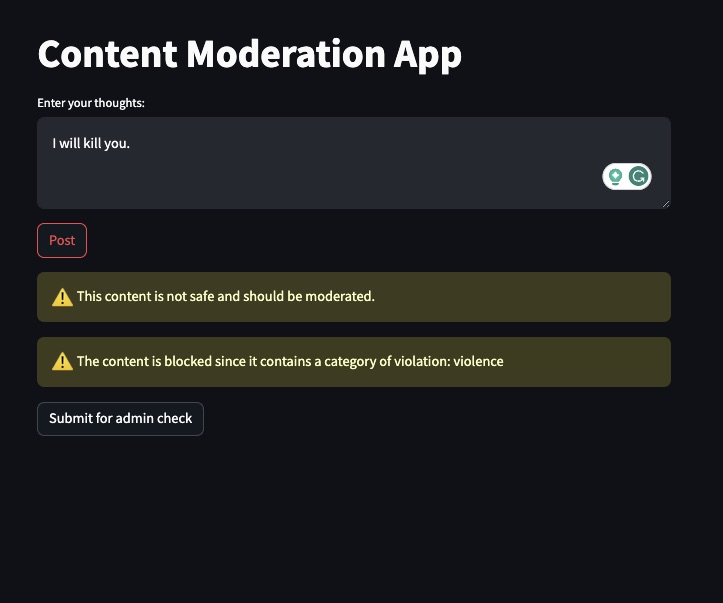 Content Moderation App
Enter your thoughts:
I will kill you.
Post
This content is not safe and should be moderated.
The content is blocked since it contains a category of violation: violence
Submit for admin check